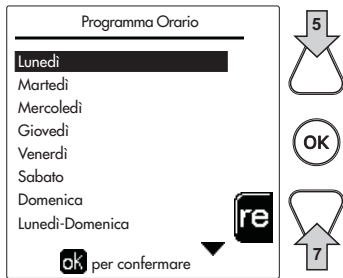 Programma Orario
Lunedì
Martedì
Mercoledì
Giovedì
Venerdì
Sabato
Domenica
Lunedì-Domenica
re
ok per confermare
5
OK
7